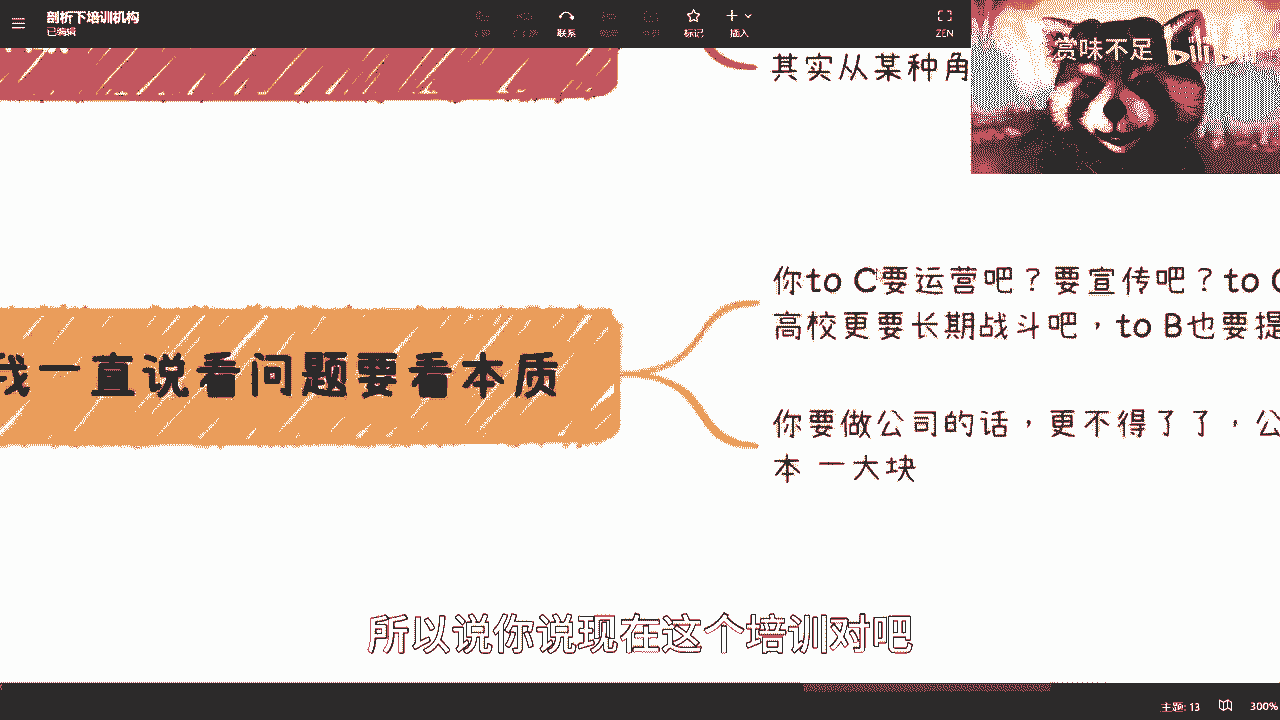 剖析下培训机构
已编辑
联系
标记
插入
ZEN
赏味不足
其实从某种角
你to C要运营吧？要宣传吧？to C
高校更要长期战斗吧，to B也要提
我一直说看问题要看本质
你要做公司的话，更不得了了，公
本 一大块
所以说你说现在这个培训对吧
主题: 13
300%